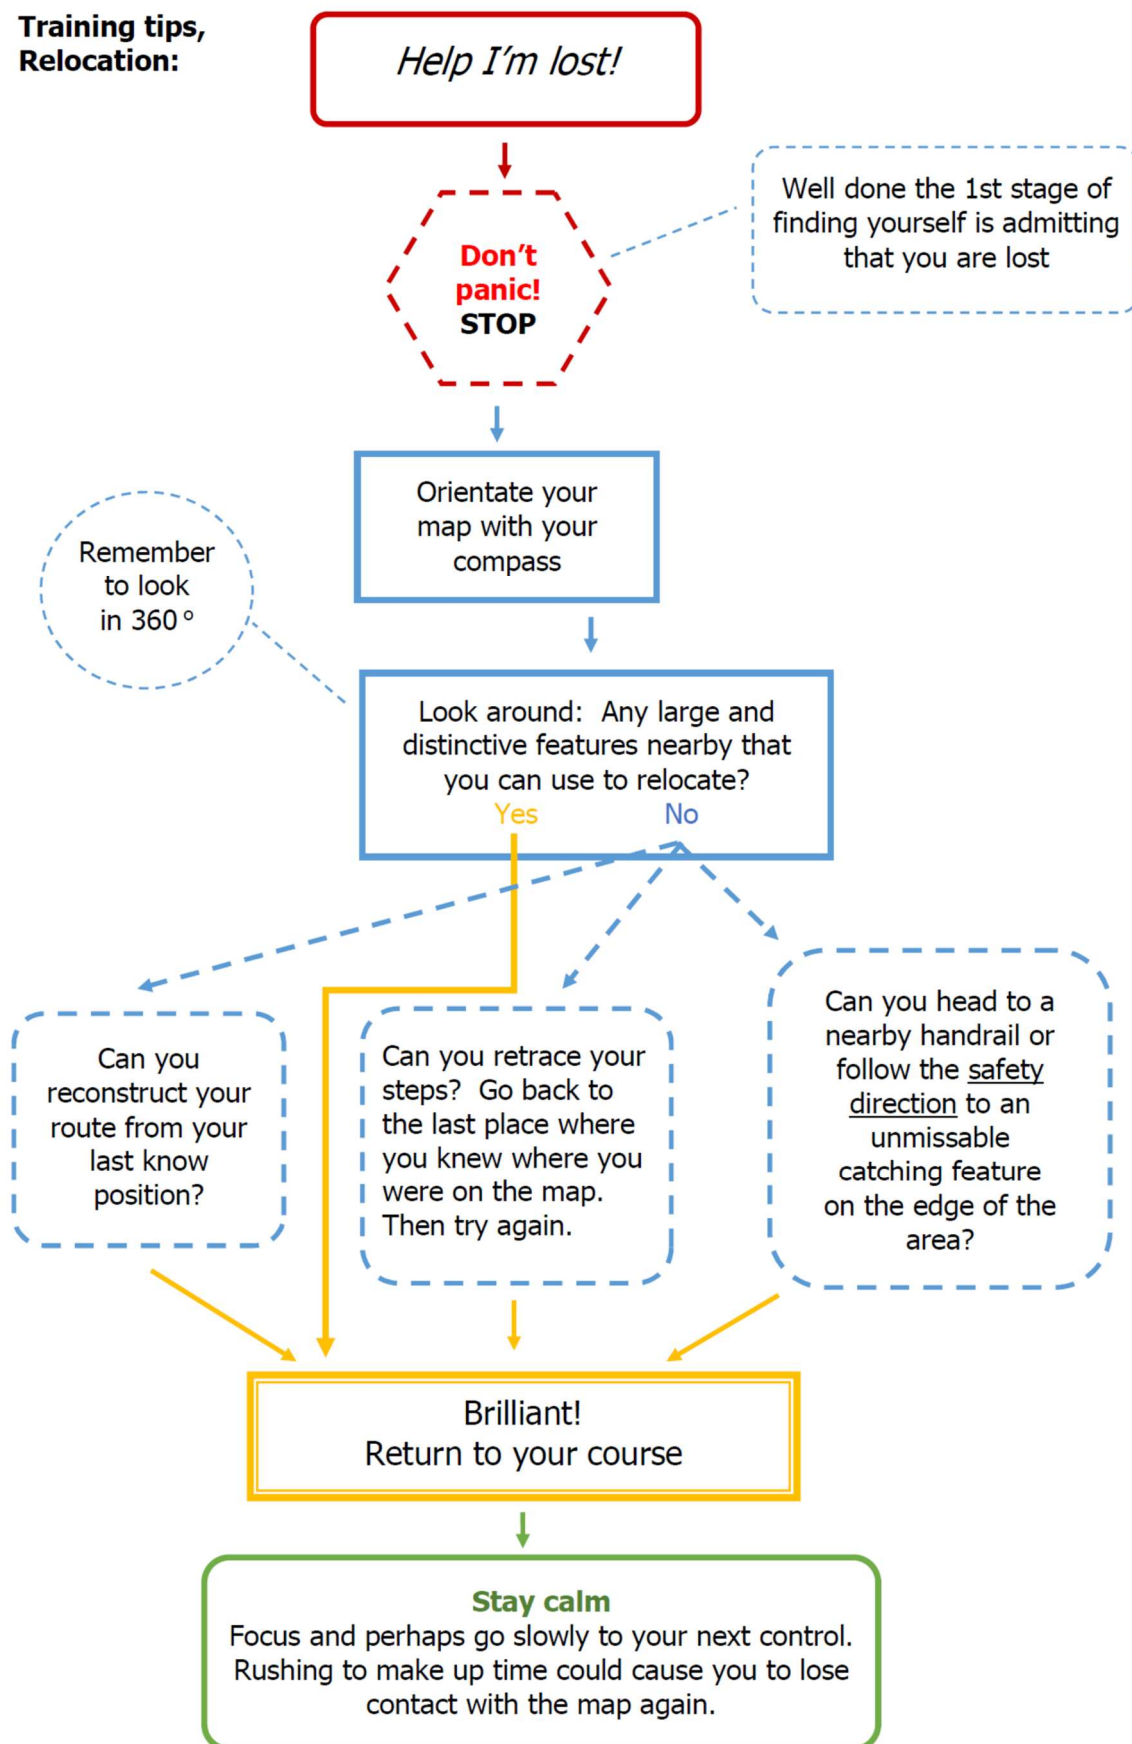 Training tips,
Relocation:
Help I'm lost!
Don't
panic!
STOP
Well done the 1st stage of
finding yourself is admitting
that you are lost
Orientate your
map with your
compass
Remember
to look
in 360 º
Look around:  Any large and
distinctive features nearby that
you can use to relocate?
Yes No
Can you
reconstruct your
route from your
last know
position?
Can you retrace your
steps?  Go back to
the last place where
you knew where you
were on the map.
Then try again.
Can you head to a
nearby handrail or
follow the safety
direction to an
unmissable
catching feature
on the edge of the
area?
Brilliant!
Return to your course
Stay calm
Focus and perhaps go slowly to your next control.
Rushing to make up time could cause you to lose
contact with the map again.